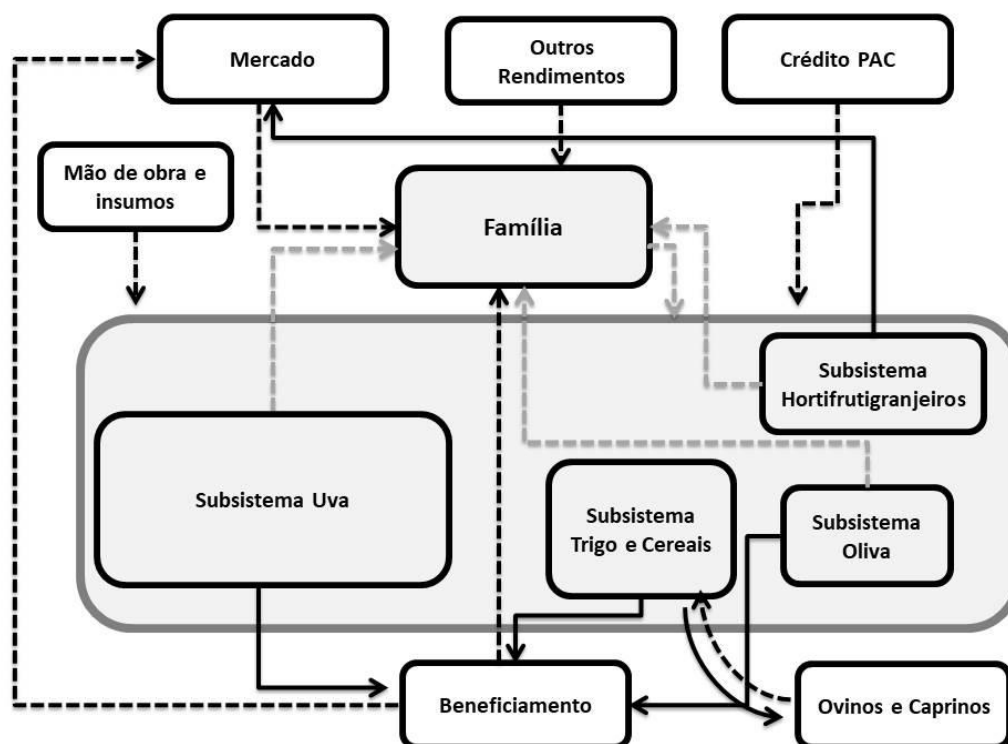 Mercado
Outros
Rendimentos
Crédito PAC
Mão de obra e
insumos
Família
Subsistema
Hortifrutigranjeiros
Subsistema Uva
Subsistema
Trigo e Cereais
Subsistema
Oliva
Beneficiamento
Ovinos e Caprinos